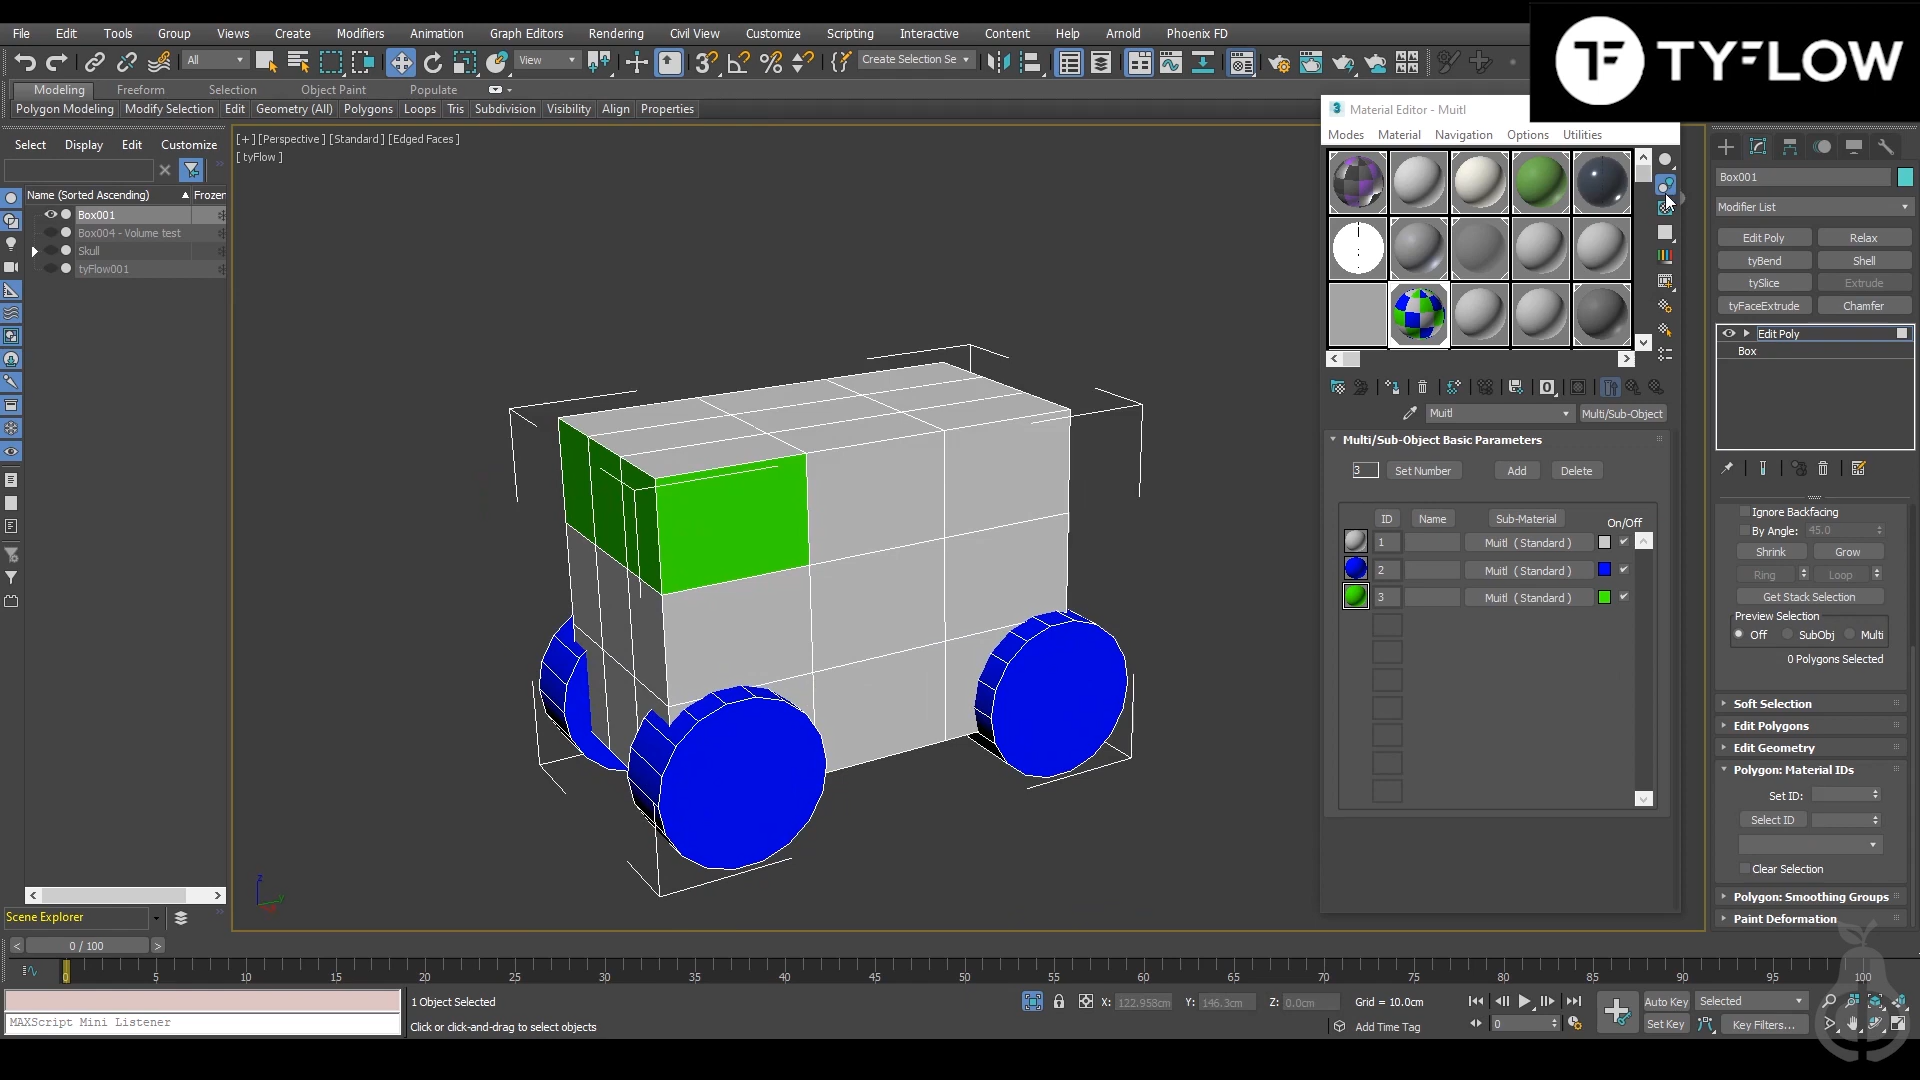 TYFLOW
File Edit Tools Group Views Create Modifiers Animation Graph Editors Rendering Civil View Customize Scripting Interactive Content Help Arnold Phoenix FD
All View Create Selection Se
Modeling Freeform Selection Object Paint Populate
Polygon Modeling Modify Selection Edit Geometry (All) Polygons Loops Tris Subdivision Visibility Align Properties
Select Display Edit Customize
Name (Sorted Ascending) Frozen
Box001
Box004 - Volume test
Skull
tyFlow001
[+] [Perspective] [Standard] [Edged Faces]
[ tyFlow ]
3 Material Editor - Muitl
Modes Material Navigation Options Utilities
Muitl Multi/Sub-Object
Multi/Sub-Object Basic Parameters
3 Set Number Add Delete
ID Name Sub-Material On/Off
1 Muitl ( Standard )
2 Muitl ( Standard )
3 Muitl ( Standard )
Box001
Modifier List
Edit Poly Relax
tyBend Shell
tySlice Extrude
tyFaceExtrude Chamfer
Edit Poly
Box
Ignore Backfacing
By Angle: 45.0
Shrink Grow
Ring Loop
Get Stack Selection
Preview Selection
Off SubObj Multi
0 Polygons Selected
Soft Selection
Edit Polygons
Edit Geometry
Polygon: Material IDs
Set ID:
Select ID
Clear Selection
Polygon: Smoothing Groups
Paint Deformation
z
Scene Explorer
0 / 100
0 5 10 15 20 25 30 35 40 45 50 55 60 65 70 75 80 85 90 95 100
MAXScript Mini Listener
1 Object Selected
Click or click-and-drag to select objects
X: 122.958cm Y: 146.3cm Z: 0.0cm Grid = 10.0cm
Add Time Tag
0
Auto Key Selected
Set Key Key Filters...